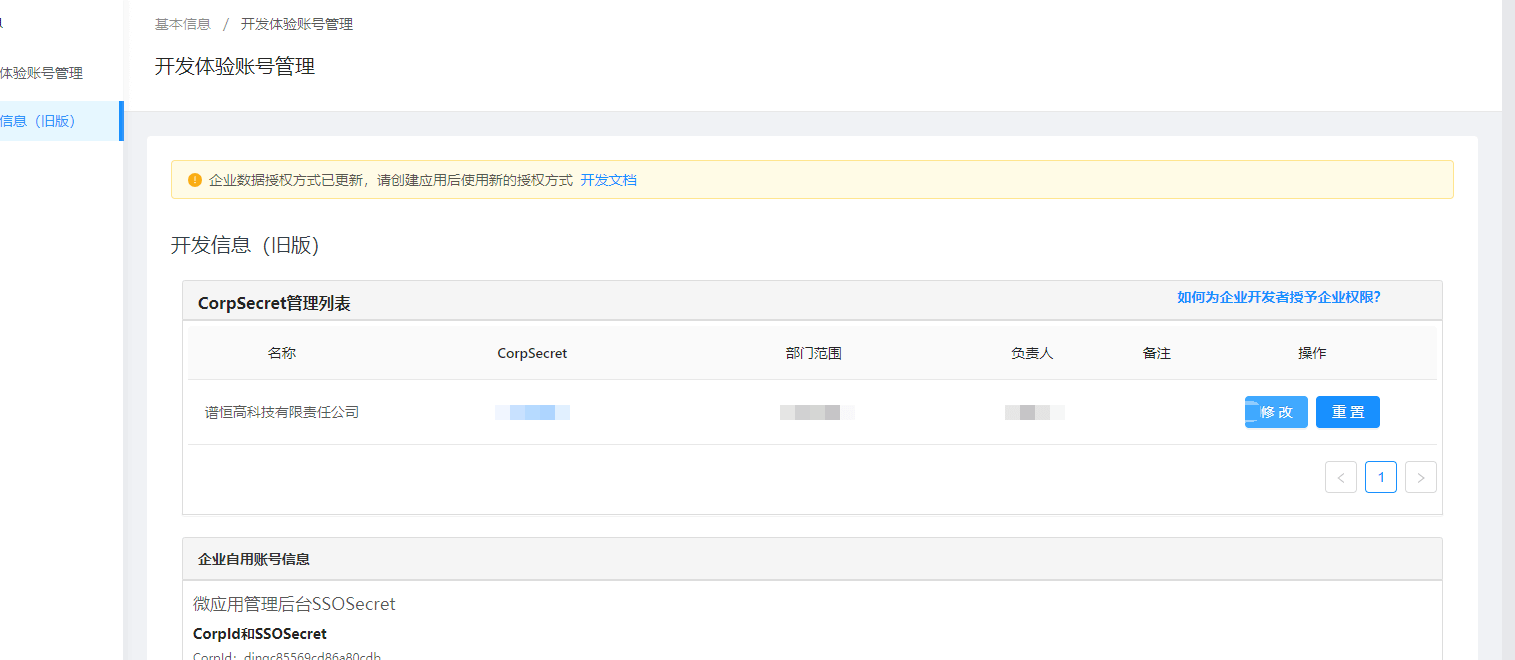 基本信息 / 开发体验账号管理
开发体验账号管理
体验账号管理
信息（旧版）
企业数据授权方式已更新，请创建应用后使用新的授权方式 开发文档
开发信息（旧版）
CorpSecret管理列表 如何为企业开发者授予企业权限?
名称 CorpSecret 部门范围 负责人 备注 操作
谱恒高科技有限责任公司 修 改 重 置
1
企业自用账号信息
微应用管理后台SSOSecret
CorpId和SSOSecret
CorpId：dingc85569cd86a80cdb